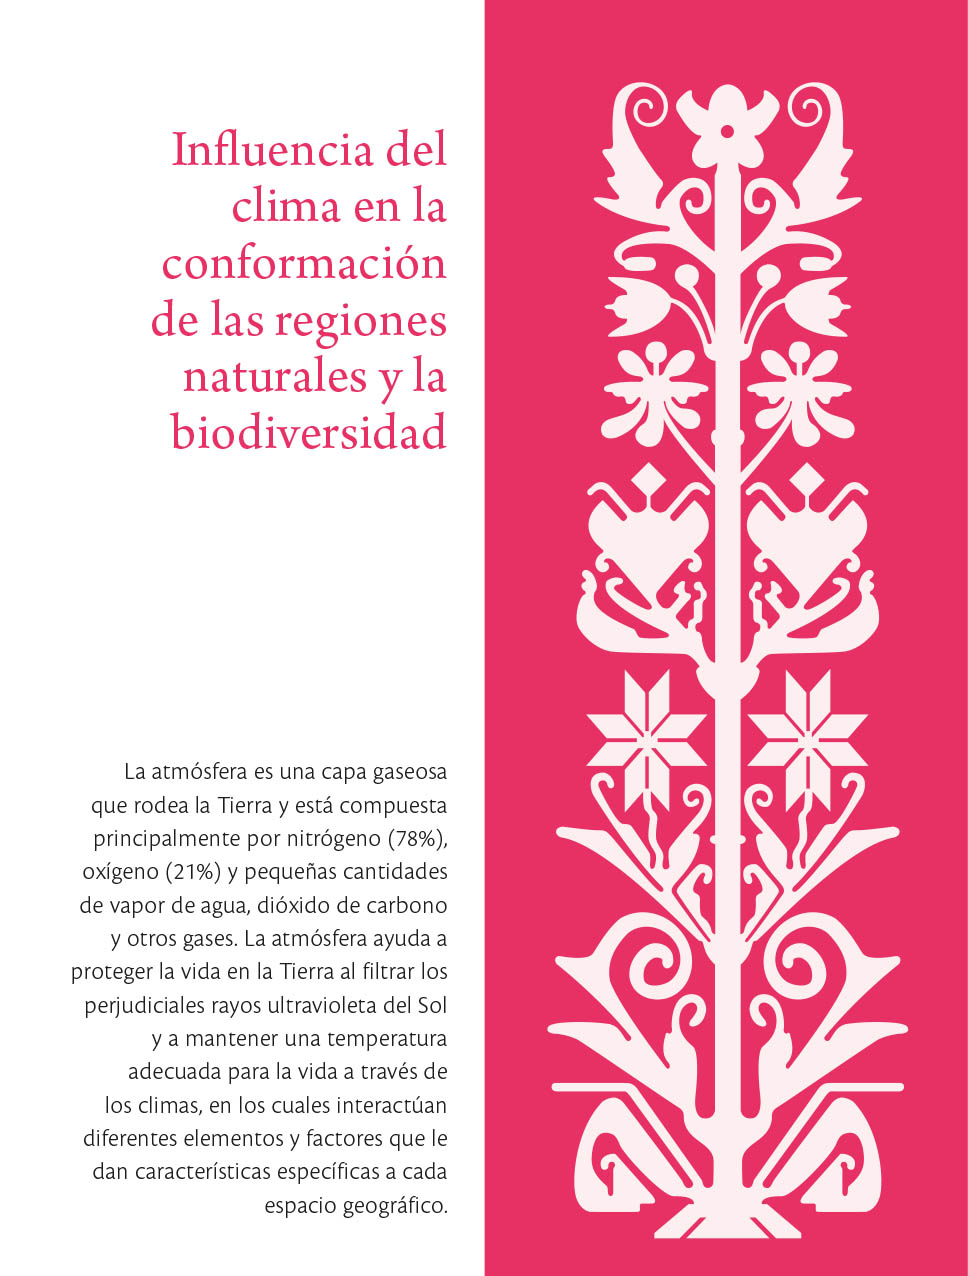 Influencia del
clima en la
conformación
de las regiones
naturales y la
biodiversidad
La atmósfera es una capa gaseosa
que rodea la Tierra y está compuesta
principalmente por nitrógeno (78%),
oxígeno (21%) y pequeñas cantidades
de vapor de agua, dióxido de carbono
y otros gases. La atmósfera ayuda a
proteger la vida en la Tierra al filtrar los
perjudiciales rayos ultravioleta del Sol
y a mantener una temperatura
adecuada para la vida a través de
los climas, en los cuales interactúan
diferentes elementos y factores que le
dan características específicas a cada
espacio geográfico.